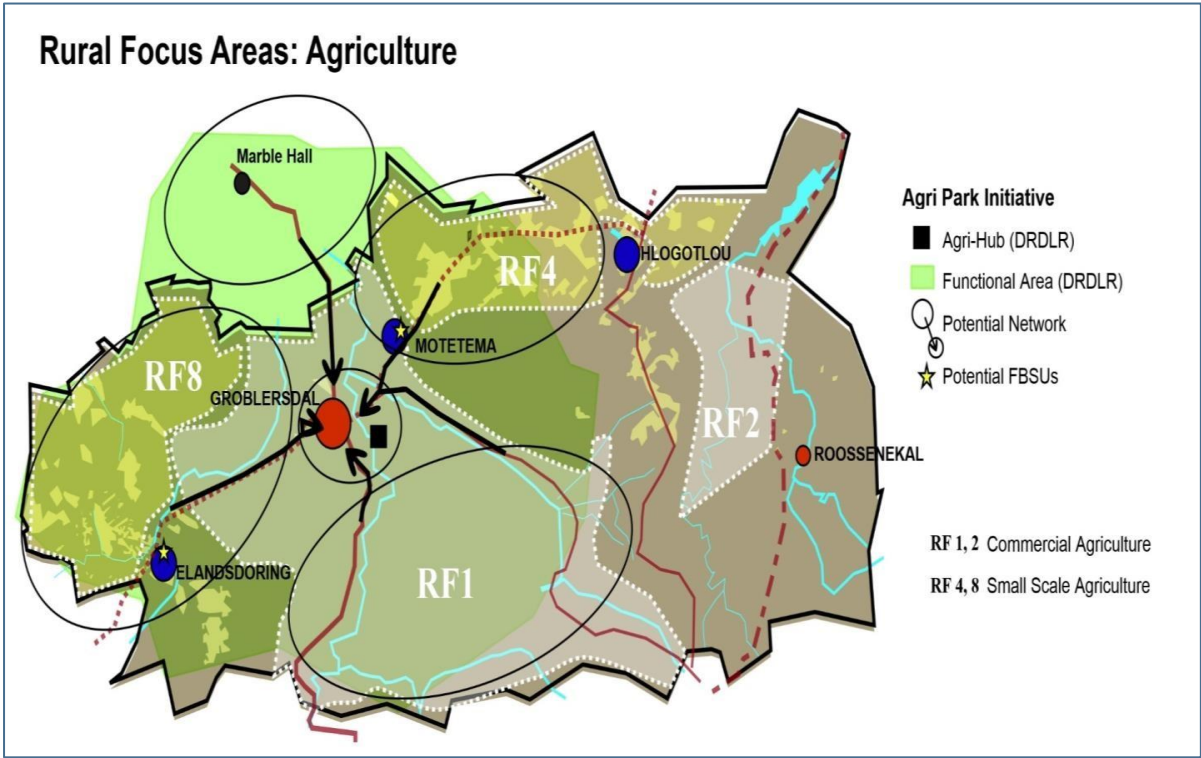 Rural Focus Areas: Agriculture
Marble Hall
HLOGOTLOU
RF4
MOTETEMA
RF8
GROBLERSDAL
RF2
ROOSSENEKAL
ELANDSDORING
RF1
Agri Park Initiative
Agri-Hub (DRDLR)
Functional Area (DRDLR)
Potential Network
Potential FBSUs
RF 1, 2 Commercial Agriculture
RF 4, 8 Small Scale Agriculture